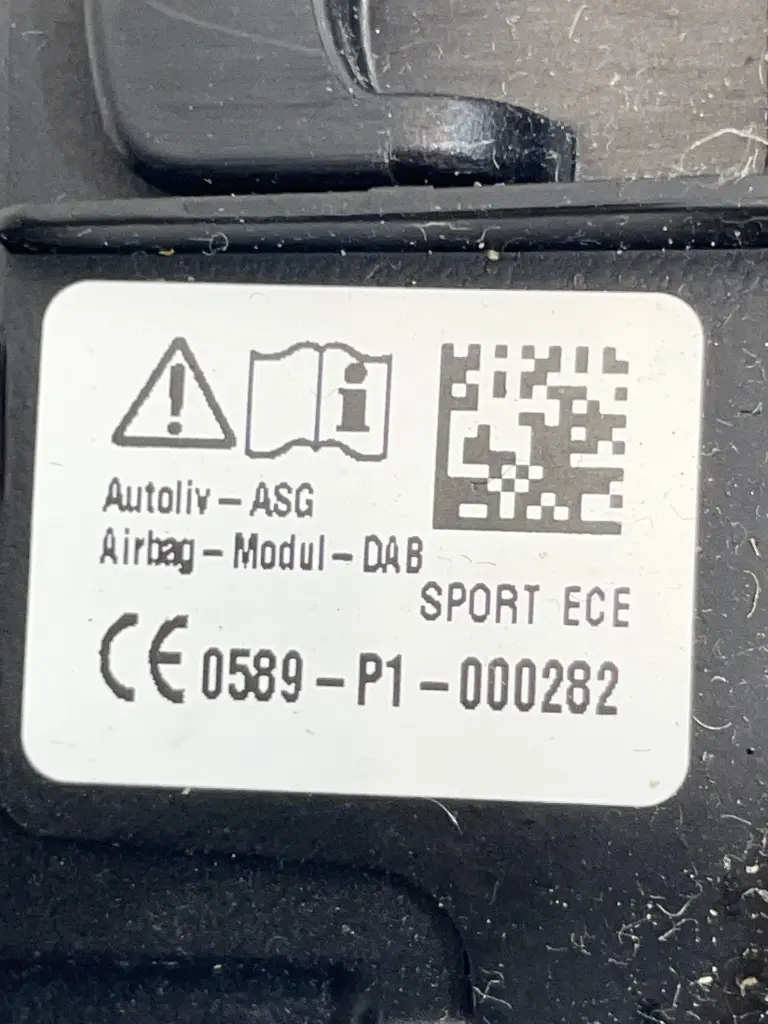 Autoliv-ASG
Airbag-Modul-DAB
SPORT ECE
CE 0589-P1-000282